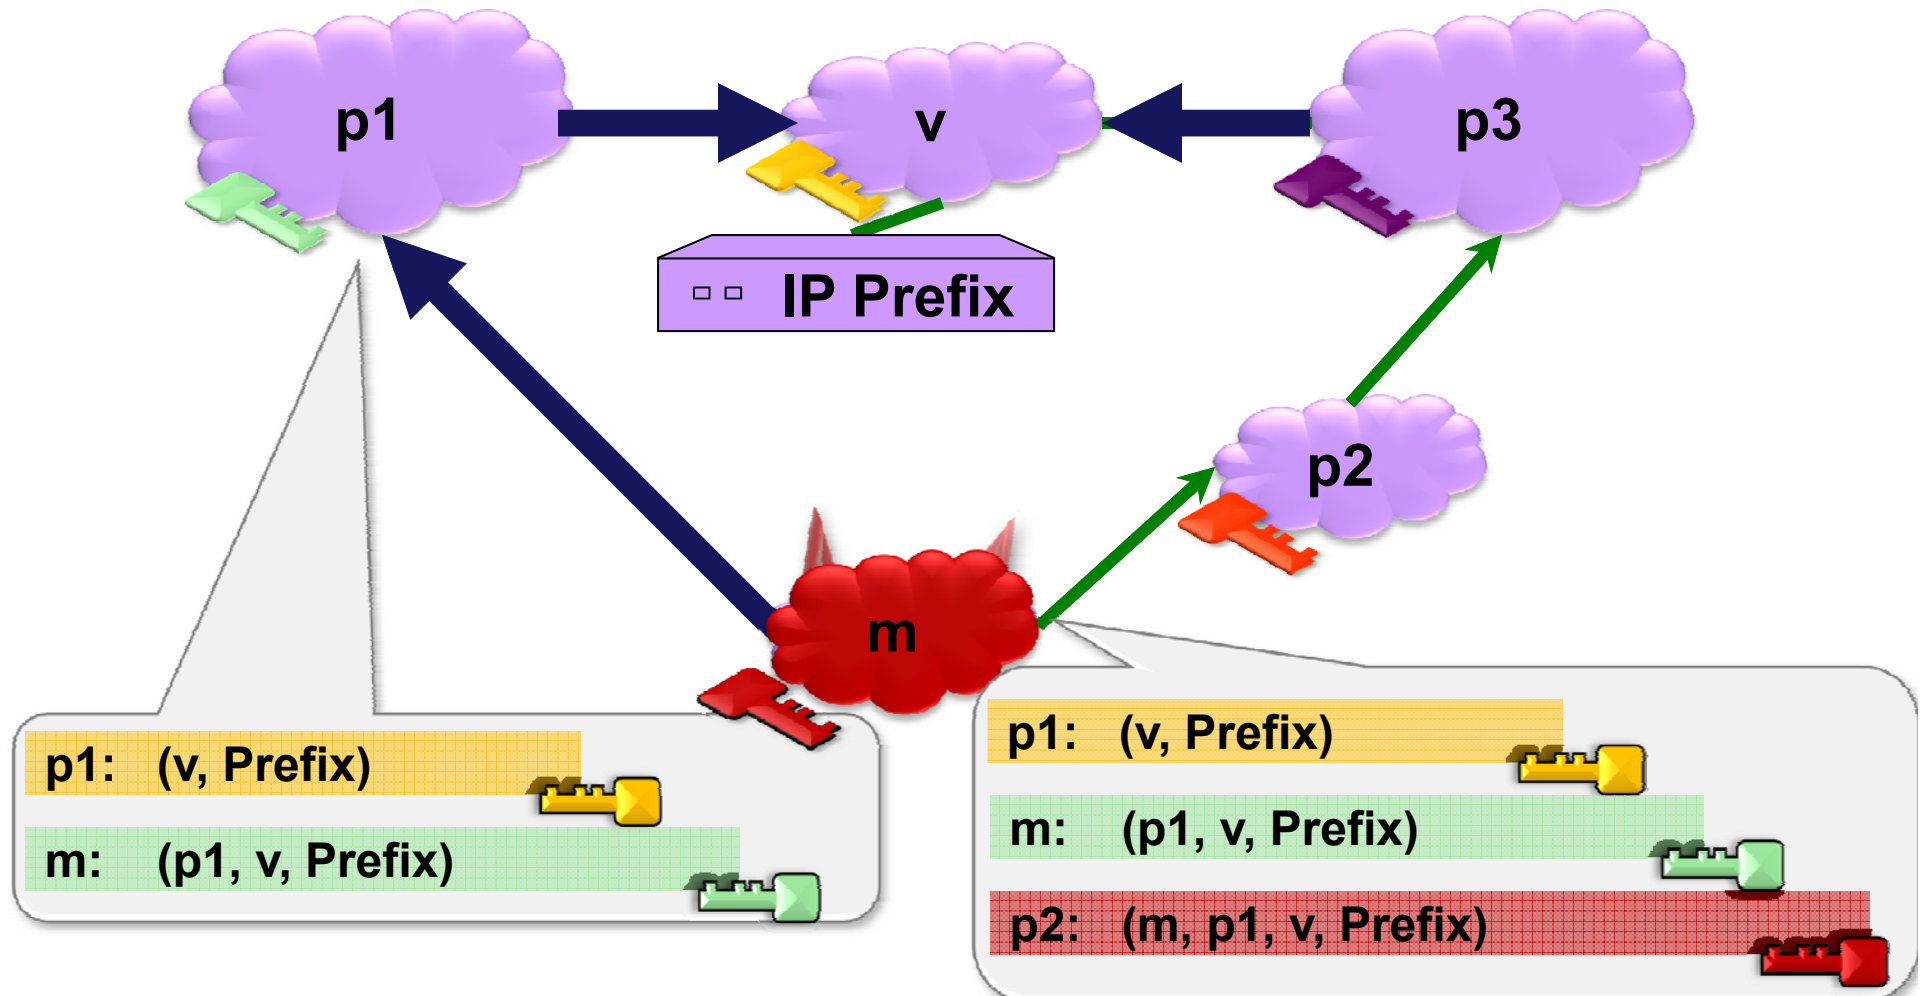 p1
v
p3
IP Prefix
p2
m
p1: (v, Prefix)
m: (p1, v, Prefix)
p1: (v, Prefix)
m: (p1, v, Prefix)
p2: (m, p1, v, Prefix)